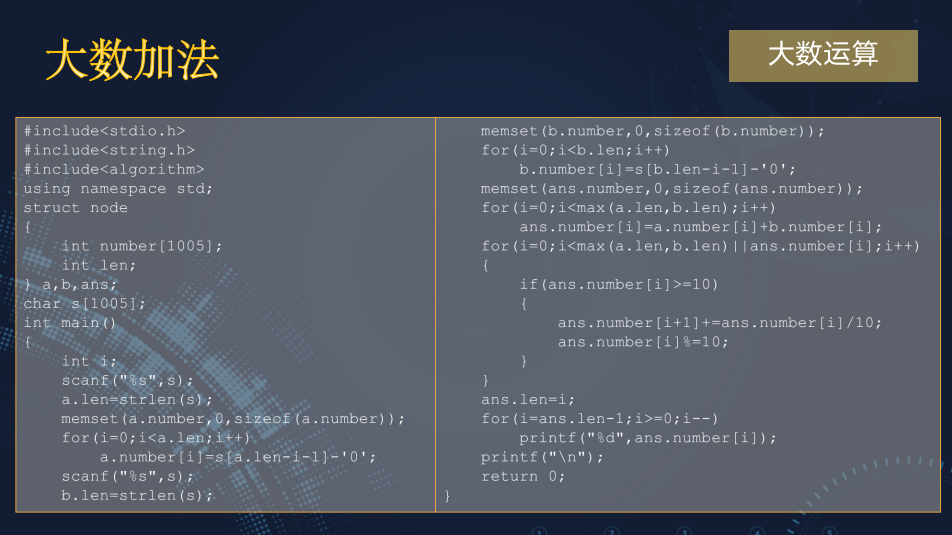 大数加法
大数运算
#include<stdio.h>
#include<string.h>
#include<algorithm>
using namespace std;
struct node
{
    int number[1005];
    int len;
} a,b,ans;
char s[1005];
int main()
{
    int i;
    scanf("%s",s);
    a.len=strlen(s);
    memset(a.number,0,sizeof(a.number));
    for(i=0;i<a.len;i++)
        a.number[i]=s[a.len-i-1]-'0';
    scanf("%s",s);
    b.len=strlen(s);
    memset(b.number,0,sizeof(b.number));
    for(i=0;i<b.len;i++)
        b.number[i]=s[b.len-i-1]-'0';
    memset(ans.number,0,sizeof(ans.number));
    for(i=0;i<max(a.len,b.len);i++)
        ans.number[i]=a.number[i]+b.number[i];
    for(i=0;i<max(a.len,b.len)||ans.number[i];i++)
    {
        if(ans.number[i]>=10)
        {
            ans.number[i+1]+=ans.number[i]/10;
            ans.number[i]%=10;
        }
    }
    ans.len=i;
    for(i=ans.len-1;i>=0;i--)
        printf("%d",ans.number[i]);
    printf("\n");
    return 0;
}
1 2 3 4 5